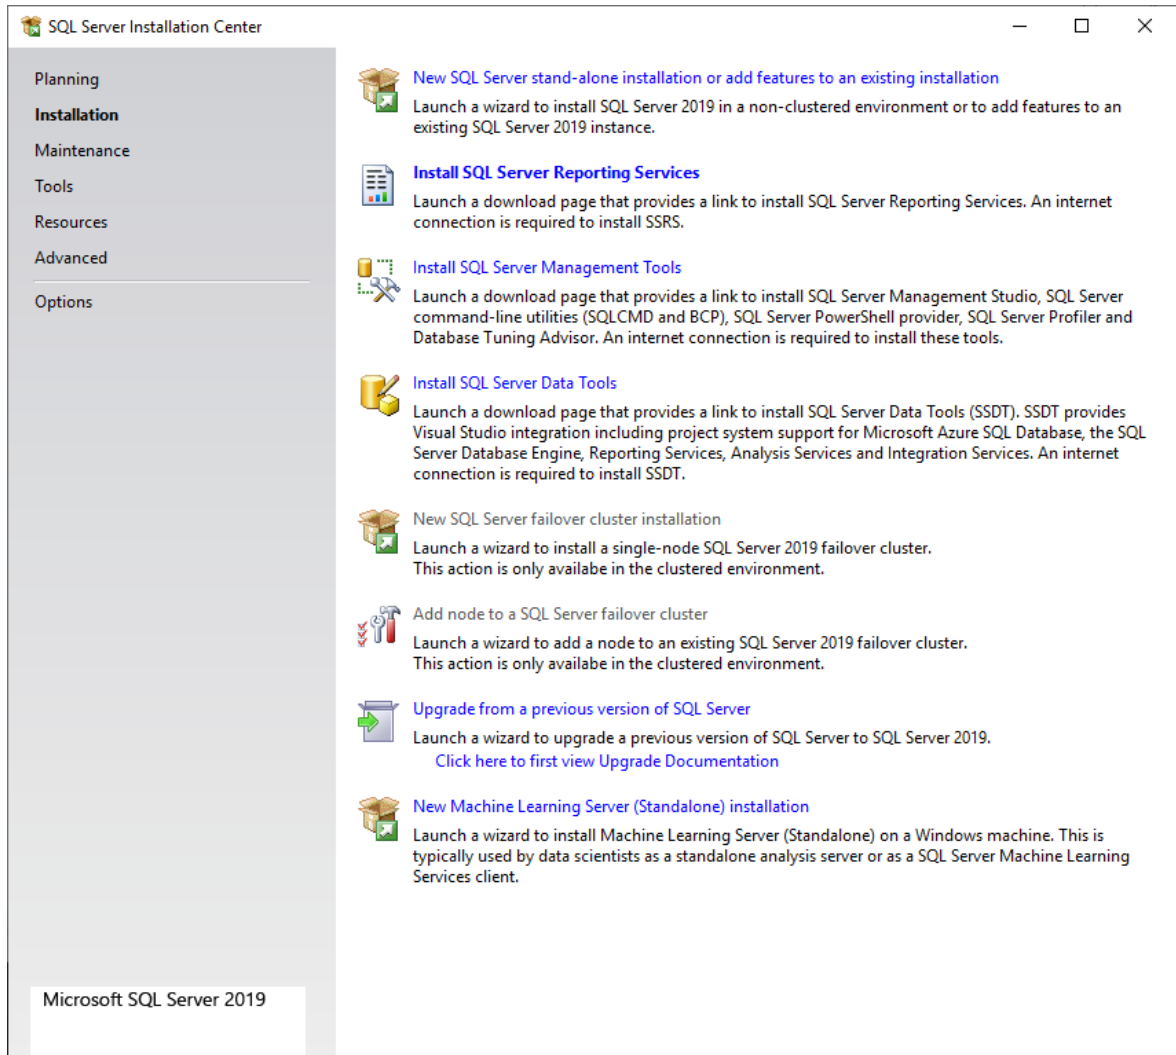 SQL Server Installation Center
Planning
Installation
Maintenance
Tools
Resources
Advanced
Options
New SQL Server stand-alone installation or add features to an existing installation
Launch a wizard to install SQL Server 2019 in a non-clustered environment or to add features to an
existing SQL Server 2019 instance.
Install SQL Server Reporting Services
Launch a download page that provides a link to install SQL Server Reporting Services. An internet
connection is required to install SSRS.
Install SQL Server Management Tools
Launch a download page that provides a link to install SQL Server Management Studio, SQL Server
command-line utilities (SQLCMD and BCP), SQL Server PowerShell provider, SQL Server Profiler and
Database Tuning Advisor. An internet connection is required to install these tools.
Install SQL Server Data Tools
Launch a download page that provides a link to install SQL Server Data Tools (SSDT). SSDT provides
Visual Studio integration including project system support for Microsoft Azure SQL Database, the SQL
Server Database Engine, Reporting Services, Analysis Services and Integration Services. An internet
connection is required to install SSDT.
New SQL Server failover cluster installation
Launch a wizard to install a single-node SQL Server 2019 failover cluster.
This action is only availabe in the clustered environment.
Add node to a SQL Server failover cluster
Launch a wizard to add a node to an existing SQL Server 2019 failover cluster.
This action is only availabe in the clustered environment.
Upgrade from a previous version of SQL Server
Launch a wizard to upgrade a previous version of SQL Server to SQL Server 2019.
Click here to first view Upgrade Documentation
New Machine Learning Server (Standalone) installation
Launch a wizard to install Machine Learning Server (Standalone) on a Windows machine. This is
typically used by data scientists as a standalone analysis server or as a SQL Server Machine Learning
Services client.
Microsoft SQL Server 2019